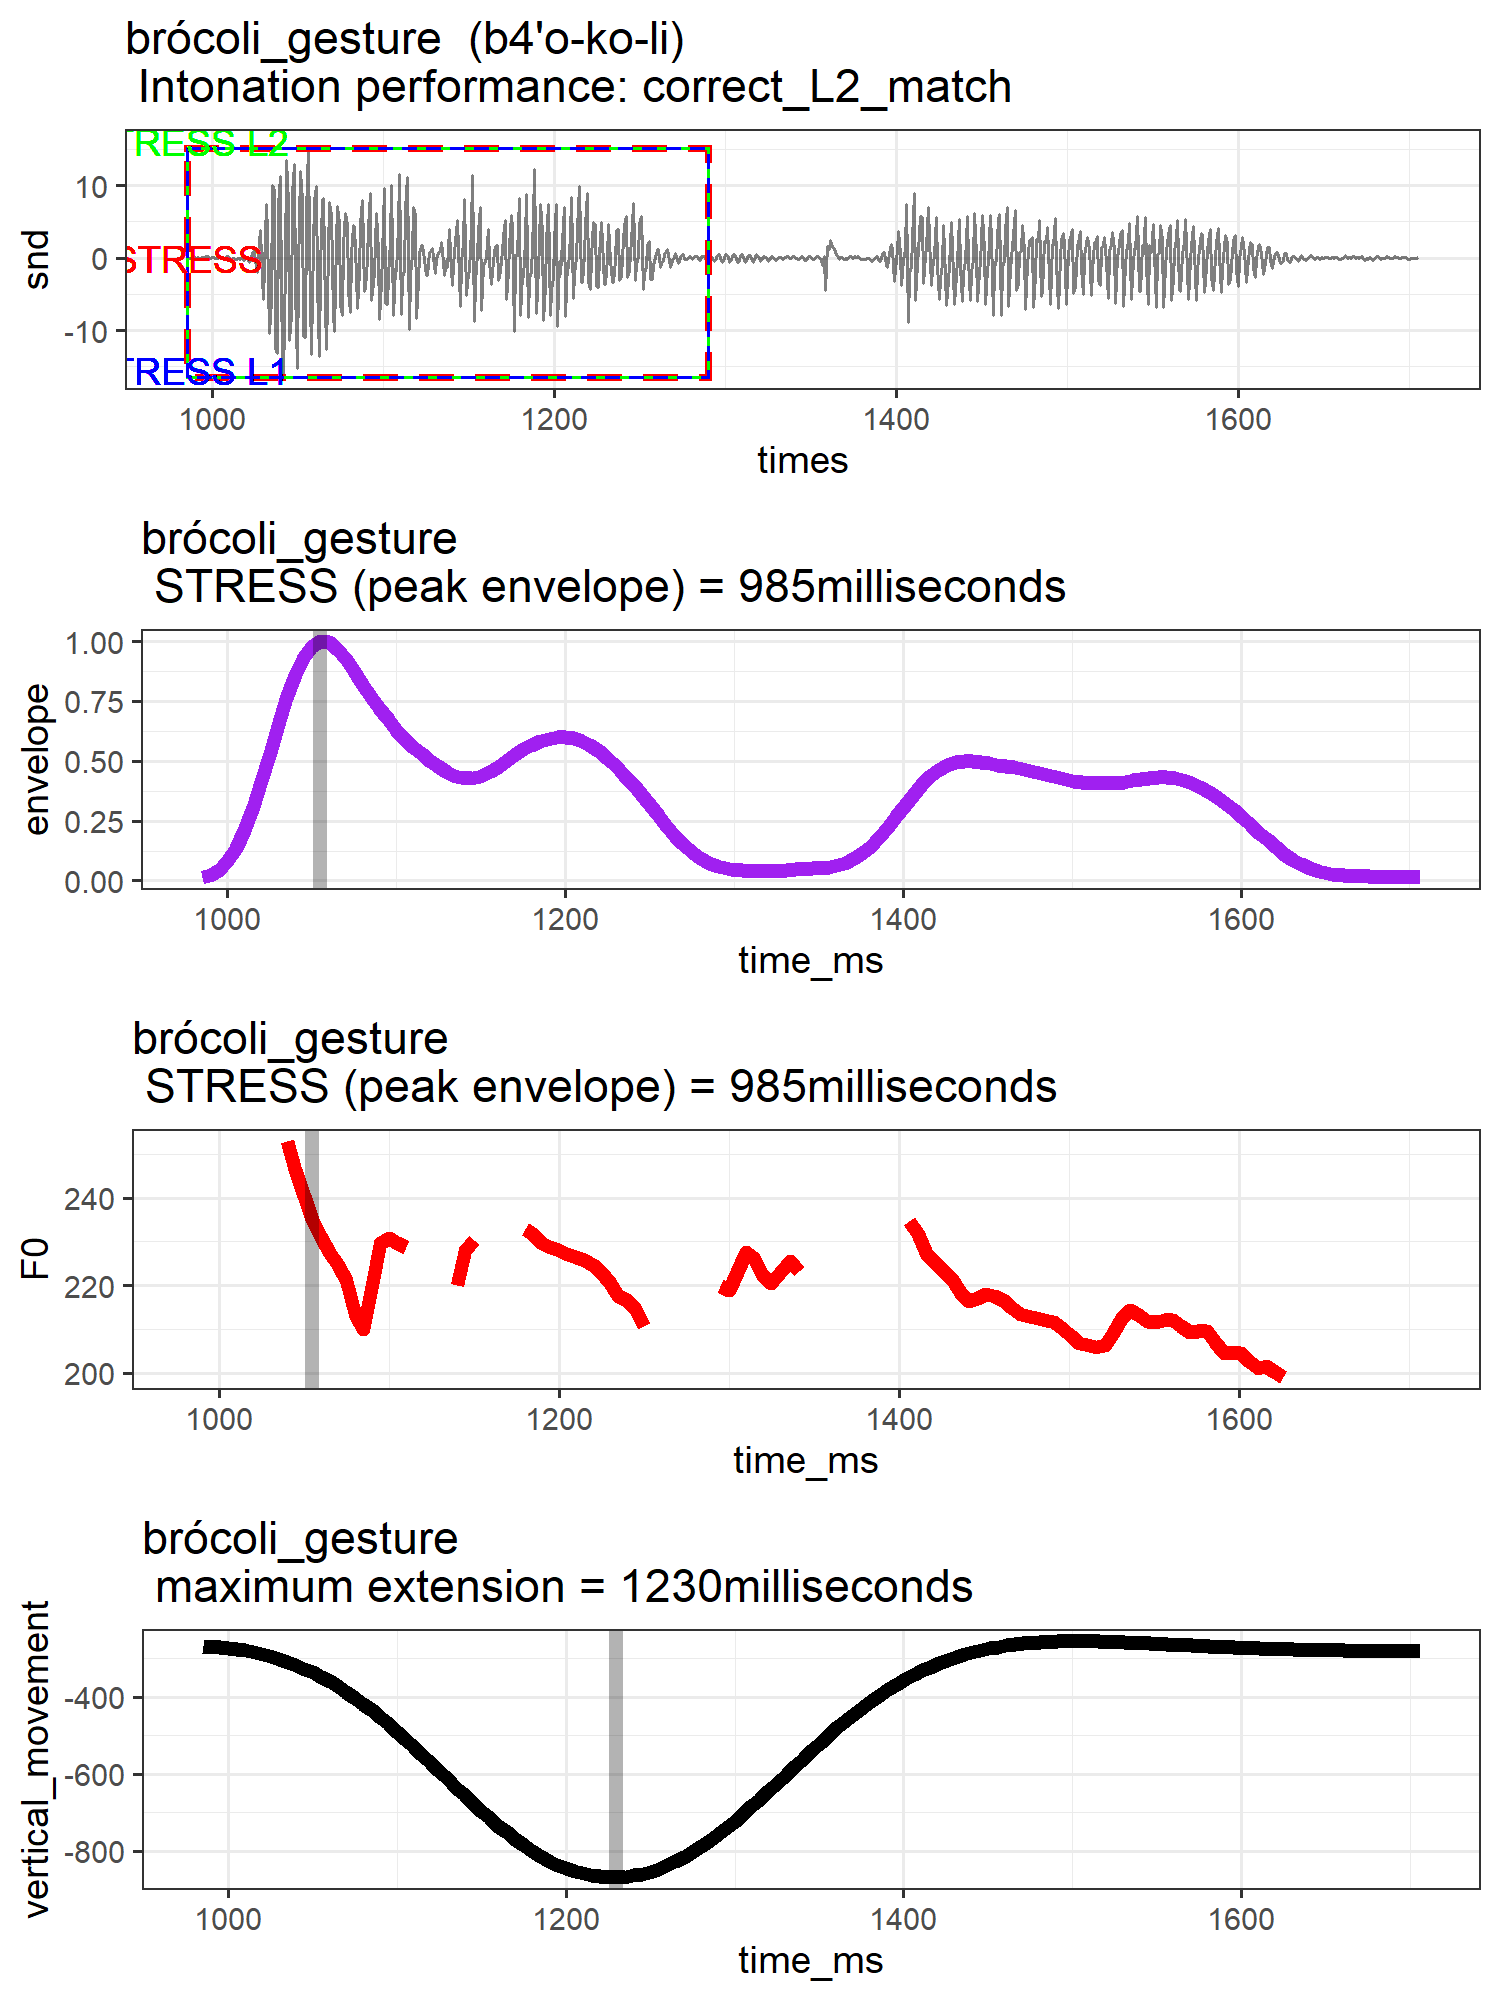 brócoli_gesture  (b4'o-ko-li)
Intonation performance: correct_L2_match
TRESS L2
STRESS
TRESS L1
snd
10
0
-10
1000 1200 1400 1600
times
brócoli_gesture
STRESS (peak envelope) = 985milliseconds
envelope
1.00
0.75
0.50
0.25
0.00
1000 1200 1400 1600
time_ms
brócoli_gesture
STRESS (peak envelope) = 985milliseconds
F0
240
220
200
1000 1200 1400 1600
time_ms
brócoli_gesture
maximum extension = 1230milliseconds
vertical_movement
-400
-600
-800
1000 1200 1400 1600
time_ms